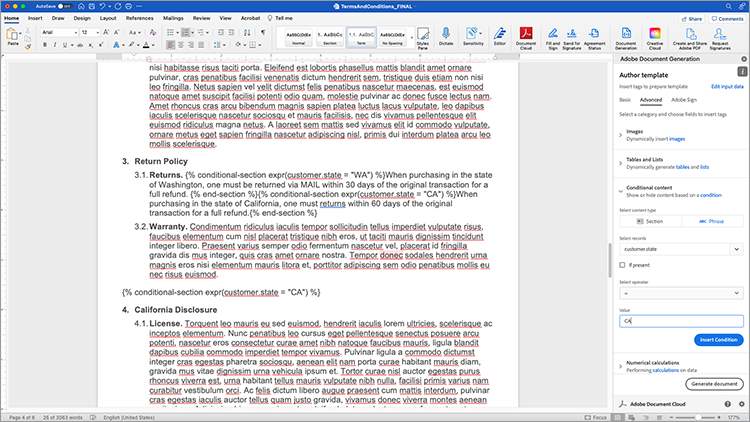 AutoSave OFF
TermsAndConditions_FINAL
Home Insert Draw Design Layout References Mailings Review View Acrobat Tell me
Share Comments
Paste
Arial 12
AaBbCcDdEe AaBbCcDdEe AaBbCcDdEe
No Spacing
Styles Pane
Dictate
Sensitivity
Editor
Document Cloud
Fill and Sign
Send for Signature
Agreement Status
Document Generation
Creative Cloud
Create and Share Adobe PDF
Request Signatures
nisi habitasse risus taciti porta. Eleifend est lobortis phasellus mattis blandit amet ornare
pulvinar, cras penatibus facilisi venenatis dictum hendrerit sem, tristique duis etiam non nisi
leo fringilla. Netus sapien vel velit dictumst felis penatibus nascetur maecenas, est euismod
natoque amet suscipit facilisi potenti odio quam, molestie pulvinar ac donec fusce lectus nam.
Amet rhoncus cras arcu bibendum magnis sapien platea luctus lacus vulputate, leo dapibus
iaculis scelerisque nascetur sociosqu et mauris facilisis, nec dis vivamus pellentesque elit
euismod ridiculus magna netus. A laoreet sem mattis sed vivamus elit id commodo vulputate,
ornare metus eget sapien fringilla nascetur adipiscing nisl, primis dui interdum platea arcu leo
mollis scelerisque.
3. Return Policy
3.1. Returns. {% conditional-section expr(customer.state = "WA") %}When purchasing in the state
of Washington, one must be returned via MAIL within 30 days of the original transaction for
a full refund. {% end-section %}{% conditional-section expr(customer.state = "CA") %}When
purchasing in the state of California, one must returns within 60 days of the original
transaction for a full refund.{% end-section %}
3.2. Warranty. Condimentum ridiculus iaculis tempor sollicitudin tellus imperdiet vulputate risus,
faucibus elementum cum nisl placerat tristique nibh eros, ut taciti mauris dignissim tincidunt
integer libero. Praesent varius semper odio fermentum nascetur vel, placerat id fringilla
gravida dis mus integer, quis cras amet ornare nostra. Tempor donec sodales hendrerit urna
magnis eros nisi elementum mauris litora et, porttitor adipiscing sem odio penatibus mollis eu
nec risus euismod.
{% conditional-section expr(customer.state = "CA") %}
4. California Disclosure
4.1. License. Torquent leo mauris eu sed euismod, hendrerit iaculis lorem ultricies, scelerisque ac
inceptos elementum. Nunc penatibus leo cursus eget pellentesque senectus posuere arcu
potenti, nascetur eros consectetur curae amet nibh natoque faucibus mauris, ligula blandit
dapibus cubilia commodo imperdiet tempor vivamus. Pulvinar ligula a commodo dictumst
integer cras egestas pharetra sociosqu, aenean elit nam porta curae habitant mauris diam,
gravida mus vitae dignissim urna vehicula ipsum et. Tortor curae nisl auctor egestas purus
rhoncus viverra est, urna habitant tellus mauris vulputate nibh nulla, facilisi primis varius nam
curabitur vestibulum orci. Ac felis dictum libero augue praesent cum mattis interdum, pulvinar
cras egestas iaculis auctor tellus quam justo gravida, vivamus donec viverra montes aenean
Adobe Document Generation
Author template
Insert tags to prepare template
Edit input data
Basic Advanced Adobe Sign
Select a category and choose fields to insert tags
Images
Dynamically insert images
Tables and Lists
Dynamically generate tables and lists
Conditional content
Show or hide content based on a condition
Select content type
Section Phrase
Select records
customer.state
If present
Select operator
=
Value
CA
Insert Condition
Numerical calculations
Performing calculations on data
Generate document
Adobe Document Cloud
Page 4 of 6 26 of 3063 words English (United States)
Focus
177%